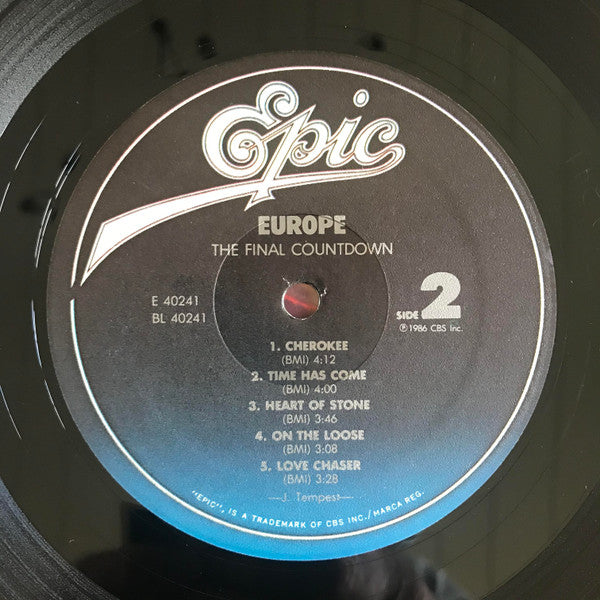 Epic
EUROPE
THE FINAL COUNTDOWN
E 40241
BL 40241
SIDE 2
℗ 1986 CBS Inc.
1. CHEROKEE
(BMI) 4:12
2. TIME HAS COME
(BMI) 4:00
3. HEART OF STONE
(BMI) 3:46
4. ON THE LOOSE
(BMI) 3:08
5. LOVE CHASER
(BMI) 3:28
—J. Tempest—
"EPIC", IS A TRADEMARK OF CBS INC./MARCA REG.